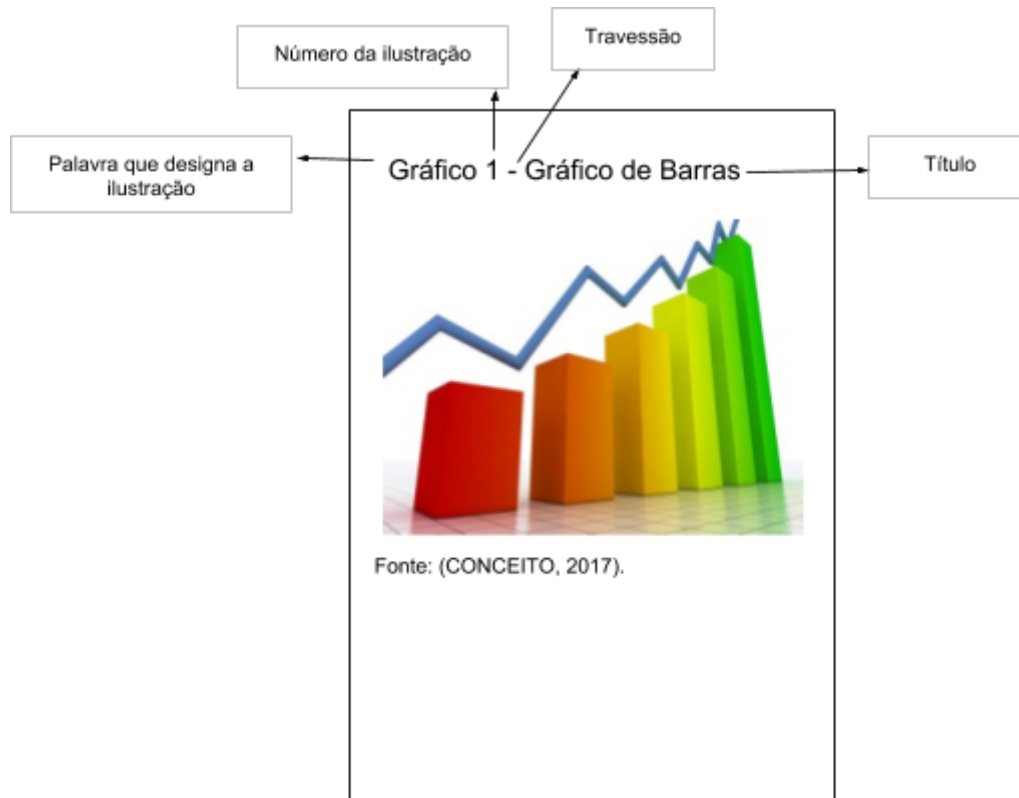 Travessão
Número da ilustração
Palavra que designa a
ilustração
Gráfico 1 - Gráfico de Barras
Título
Fonte: (CONCEITO, 2017).